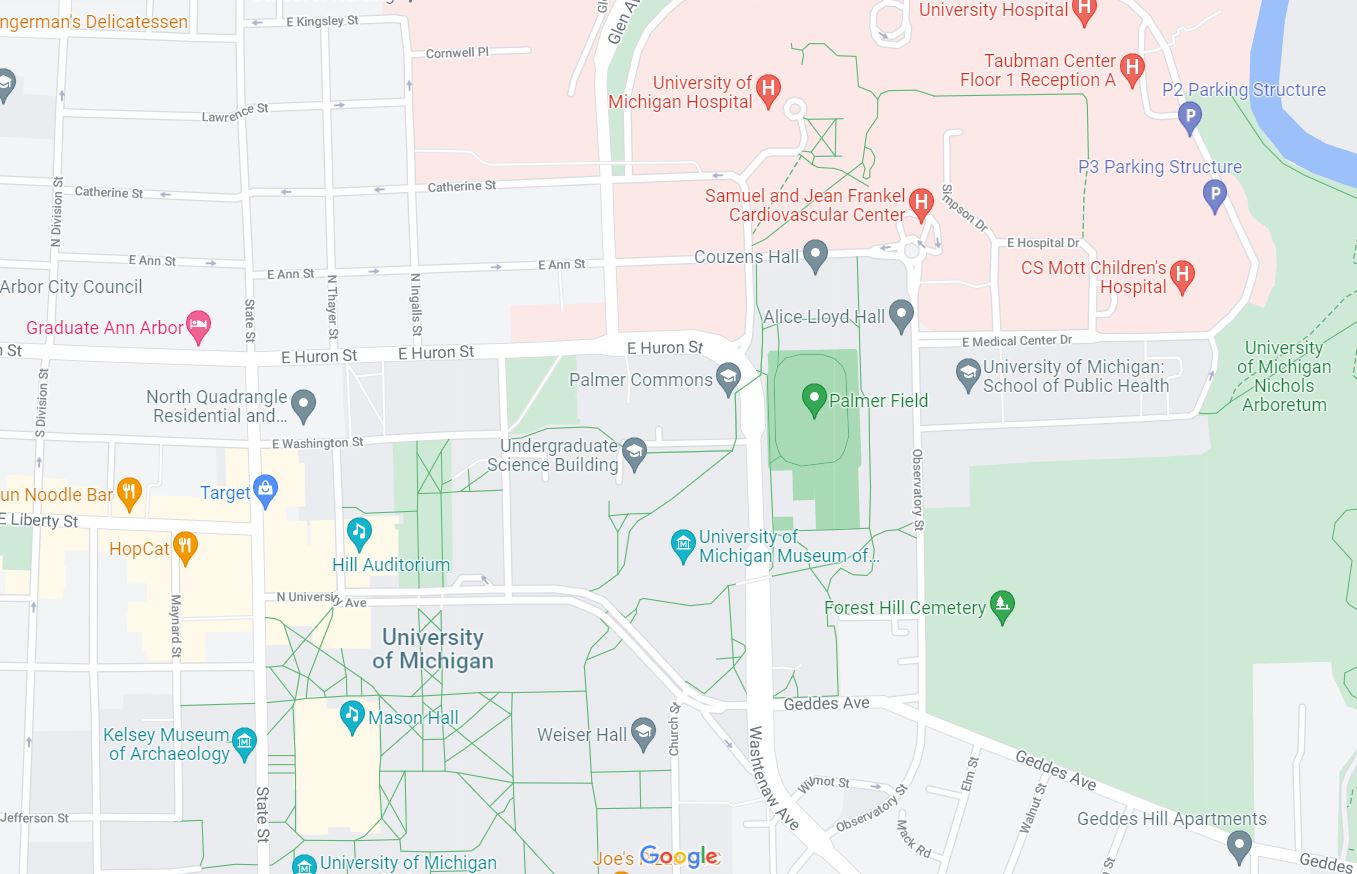 ngerman's Delicatessen
E Kingsley St
Glen Av
University Hospital
Cornwell Pl
Taubman Center
Floor 1 Reception A
University of
Michigan Hospital
P2 Parking Structure
P
Lawrence St
P3 Parking Structure
P
Catherine St
Catherine St
Samuel and Jean Frankel
Cardiovascular Center
Simpson Dr
N Division St
E Hospital Dr
E Ann St
E Ann St
E Ann St
Couzens Hall
CS Mott Children's
Hospital
Arbor City Council
State St
N Thayer St
N Ingalls St
Graduate Ann Arbor
Alice Lloyd Hall
n St
E Huron St
E Huron St
E Huron St
E Medical Center Dr
University
of Michigan
Nichols
Arboretum
University of Michigan:
School of Public Health
Palmer Commons
North Quadrangle
Residential and...
Palmer Field
S Division St
E Washington St
Undergraduate
Science Building
Observatory St
un Noodle Bar
Target
E Liberty St
HopCat
Hill Auditorium
University of
Michigan Museum of...
Maynard St
N University Ave
Forest Hill Cemetery
University
of Michigan
Geddes Ave
Mason Hall
Kelsey Museum
of Archaeology
Weiser Hall
Church St
Washtenaw Ave
Geddes Ave
Wilmot St
Elm St
Walnut St
Observatory St
Mack Rd
State St
Jefferson St
Geddes Hill Apartments
St
Geddes
University of Michigan
Joe's
Google
H
H
H
H
H